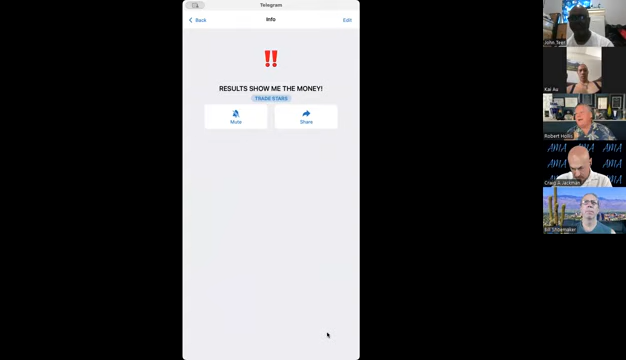 Telegram
Back
Info
Edit
‼️
RESULTS SHOW ME THE MONEY!
TRADE STARS
Mute
Share
John Teel
Kai Au
Robert Hollis
Craig A Jackman
Bill Shoemaker